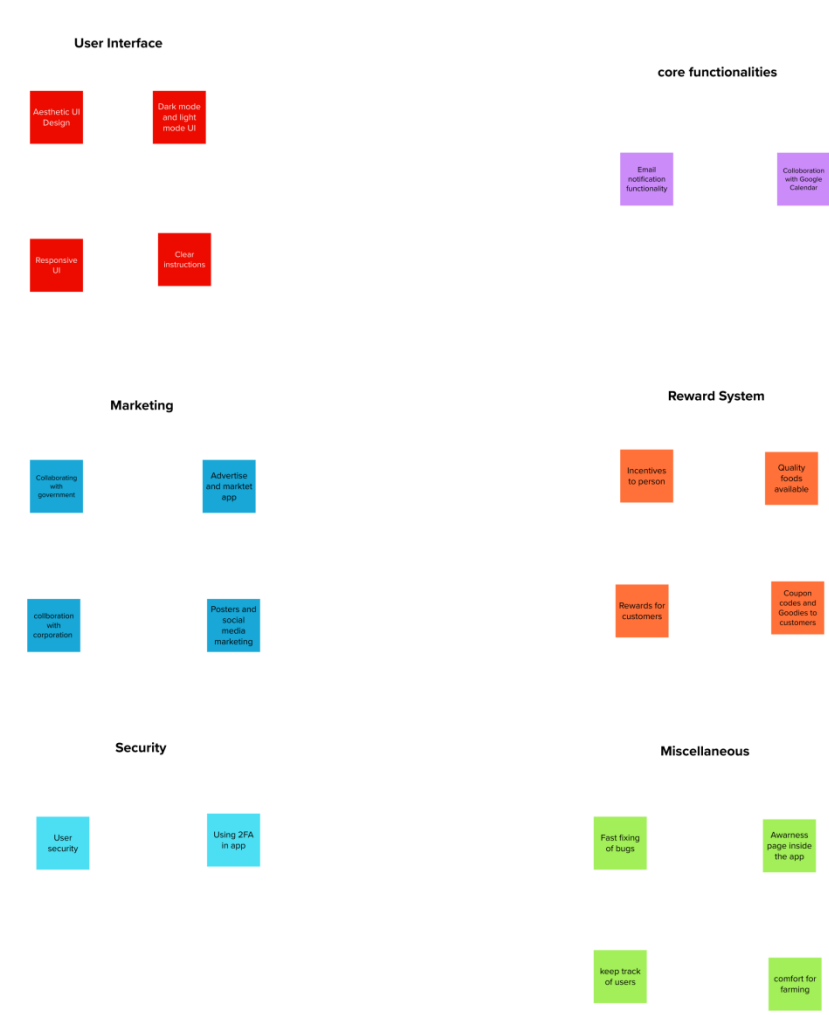 User Interface
Aesthetic UI
Design
Dark mode
and light
mode UI
Responsive
UI
Clear
instructions
core functionalities
Email
notification
functionality
Collaboration
with Google
Calendar
Marketing
Collaborating
with
government
Advertise
and marktet
app
collboration
with
corporation
Posters and
social
media
marketing
Reward System
Incentives
to person
Quality
foods
available
Rewards for
customers
Coupon
codes and
Goodies to
customers
Security
User
security
Using 2FA
in app
Miscellaneous
Fast fixing
of bugs
Awarness
page inside
the app
keep track
of users
comfort for
farming